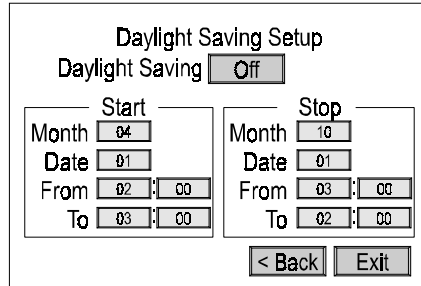 Daylight Saving Setup
Daylight Saving Off
Start
Month 04
Date 01
From 02 : 00
To 03 : 00
Stop
Month 10
Date 01
From 03 : 00
To 02 : 00
< Back Exit